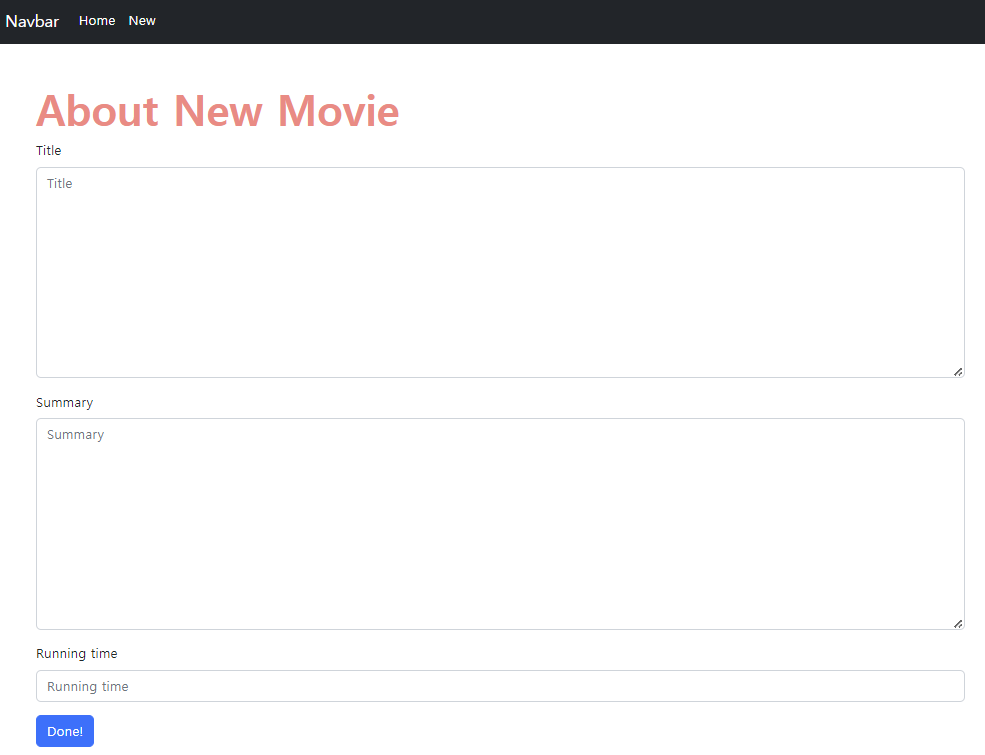 Navbar Home New
About New Movie
Title
Title
Summary
Summary
Running time
Running time
Done!